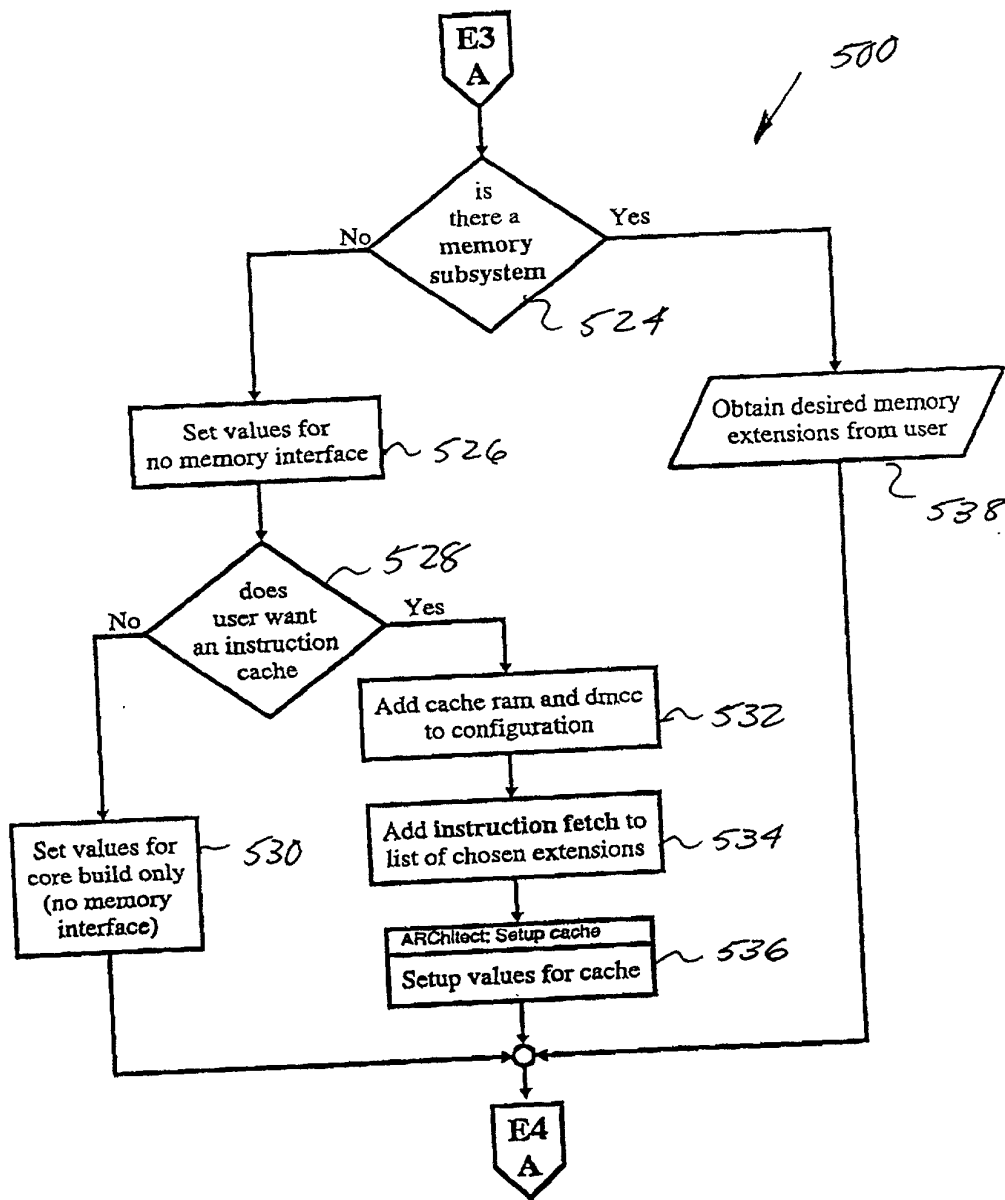 E3
A
500
is
there a
memory
subsystem
No
Yes
524
Set values for
no memory interface
526
Obtain desired memory
extensions from user
538
does
user want
an instruction
cache
528
No
Yes
Add cache ram and dmcc
to configuration
532
Add instruction fetch to
list of chosen extensions
534
Set values for
core build only
(no memory
interface)
530
ARChitect: Setup cache
Setup values for cache
536
E4
A